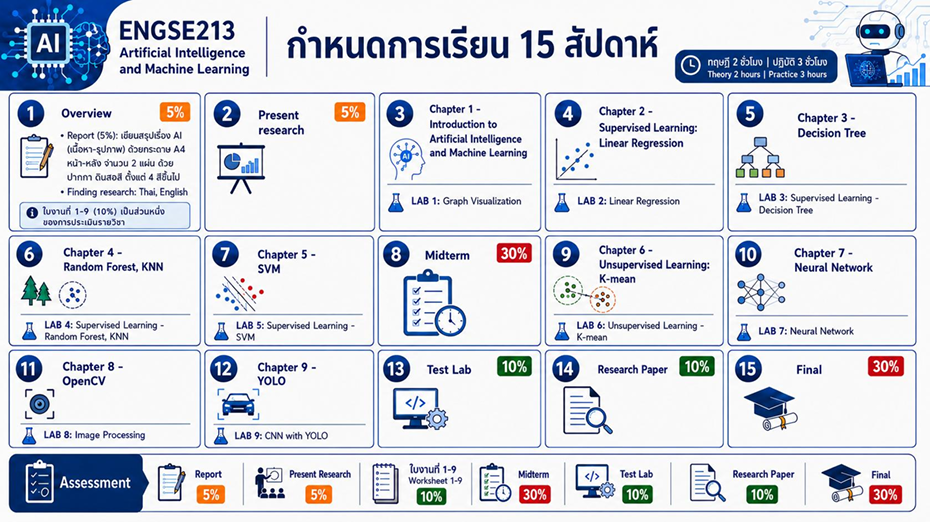 AI
ENGSE213
Artificial Intelligence
and Machine Learning
กำหนดการเรียน 15 สัปดาห์
ทฤษฎี 2 ชั่วโมง | ปฏิบัติ 3 ชั่วโมง
Theory 2 hours | Practice 3 hours
1
Overview
5%
• Report (5%): เขียนสรุปเรื่อง AI
(เนื้อหา-รูปภาพ) ด้วยกระดาษ A4
หน้า-หลัง จำนวน 2 แผ่น ด้วย
ปากกา ดินสอสี ตั้งแต่ 4 สีขึ้นไป
• Finding research: Thai, English
ใบงานที่ 1-9 (10%) เป็นส่วนหนึ่ง
ของการประเมินรายวิชา
2
Present
research
5%
3
Chapter 1 -
Introduction to
Artificial Intelligence
and Machine Learning
AI
LAB 1: Graph Visualization
4
Chapter 2 -
Supervised Learning:
Linear Regression
LAB 2: Linear Regression
5
Chapter 3 -
Decision Tree
LAB 3: Supervised Learning -
Decision Tree
6
Chapter 4 -
Random Forest, KNN
LAB 4: Supervised Learning -
Random Forest, KNN
7
Chapter 5 -
SVM
LAB 5: Supervised Learning -
SVM
8
Midterm
30%
9
Chapter 6 -
Unsupervised Learning:
K-mean
LAB 6: Unsupervised Learning -
K-mean
10
Chapter 7 -
Neural Network
LAB 7: Neural Network
11
Chapter 8 -
OpenCV
LAB 8: Image Processing
12
Chapter 9 -
YOLO
LAB 9: CNN with YOLO
13
Test Lab
10%
</>
14
Research Paper
10%
15
Final
30%
Assessment
Report
5%
Present Research
5%
ใบงานที่ 1-9
Worksheet 1-9
10%
Midterm
30%
</>
Test Lab
10%
Research Paper
10%
Final
30%